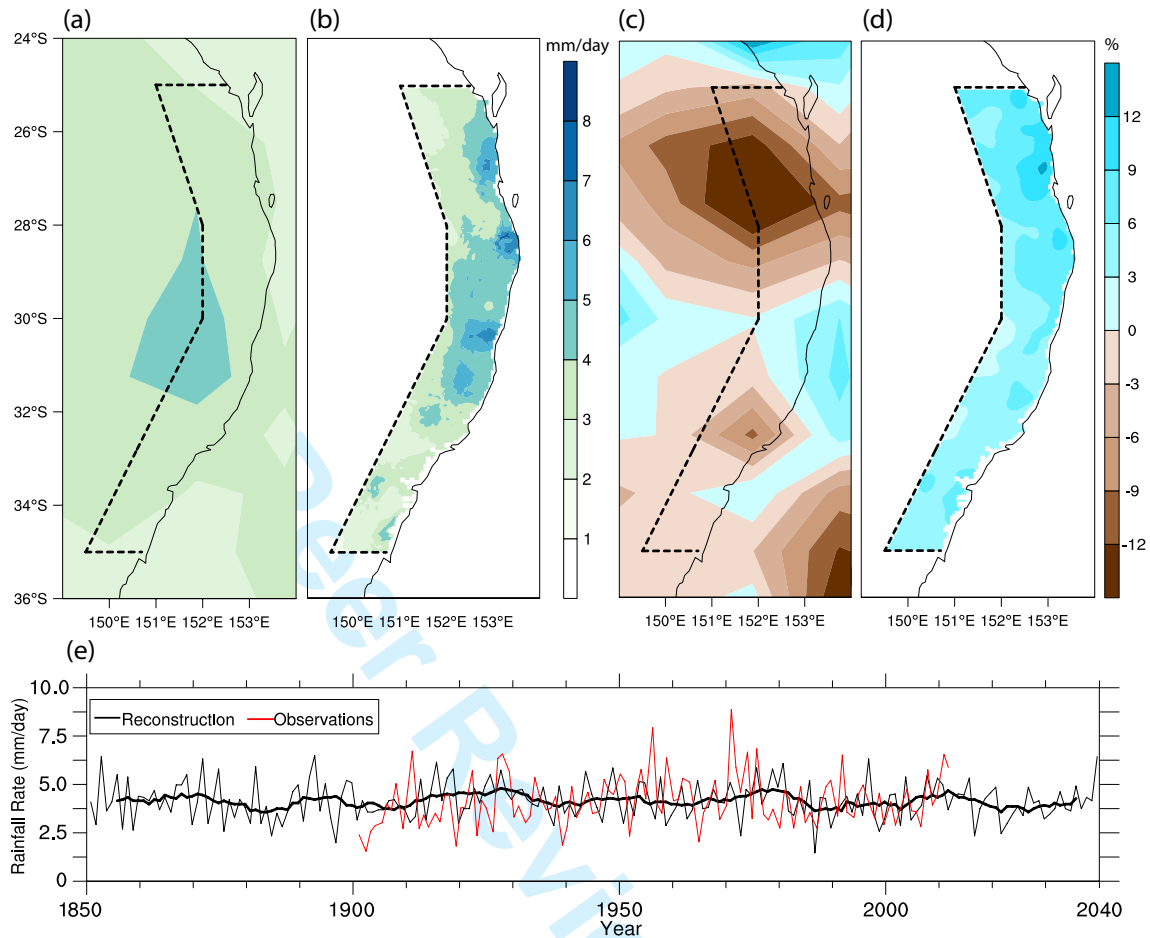 (a)
(b)
(c)
(d)
mm/day
%
24°S
26°S
28°S
30°S
32°S
34°S
36°S
8
7
6
5
4
3
2
1
12
9
6
3
0
-3
-6
-9
-12
150°E 151°E 152°E 153°E
150°E 151°E 152°E 153°E
150°E 151°E 152°E 153°E
150°E 151°E 152°E 153°E
(e)
Rainfall Rate (mm/day)
10.0
7.5
5.0
2.5
0
Reconstruction
Observations
1850
1900
1950
2000
2040
Year
Peer Review